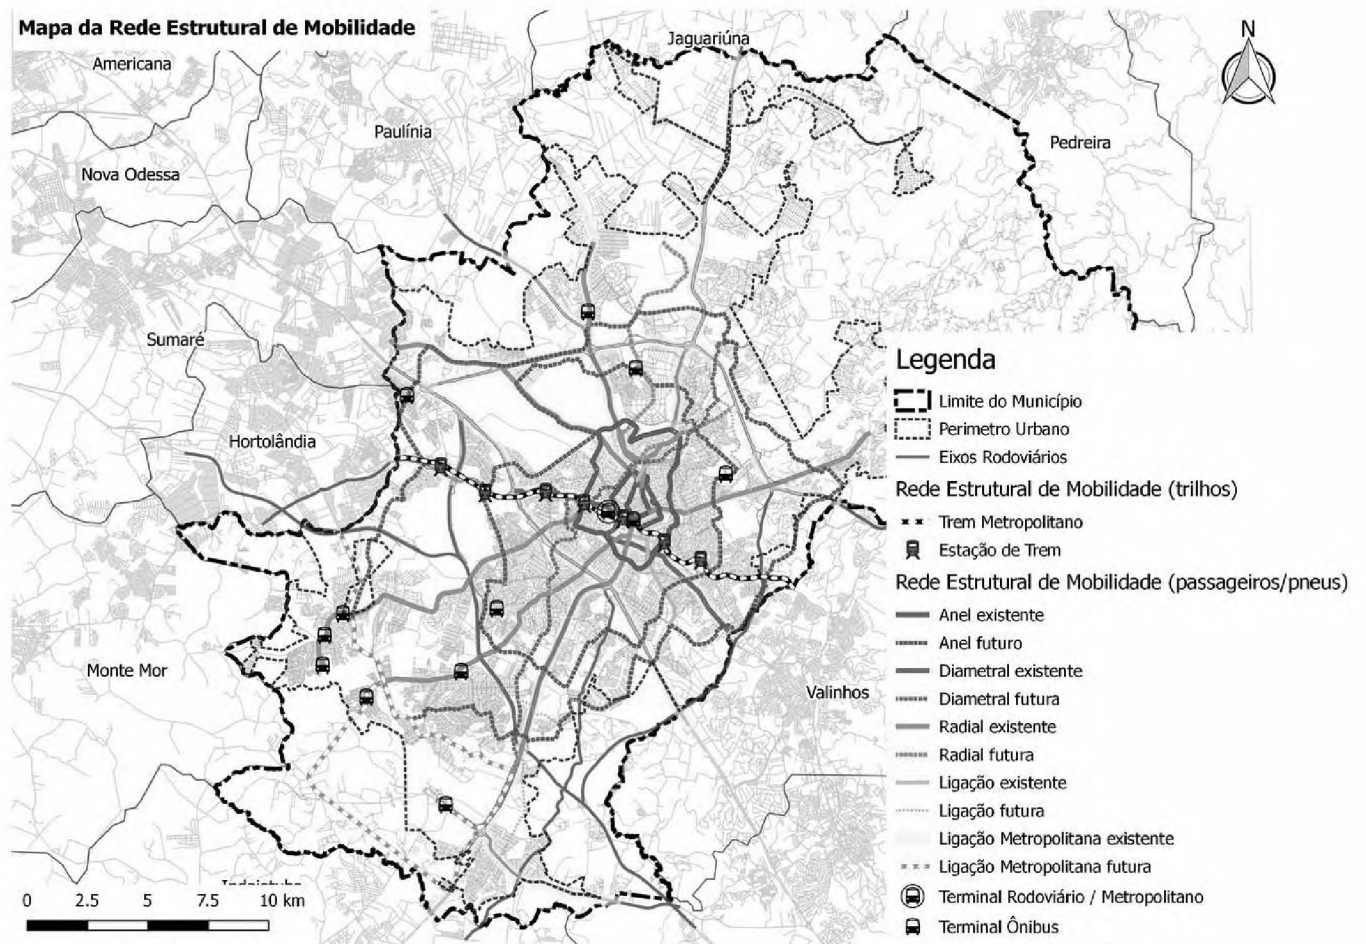 Mapa da Rede Estrutural de Mobilidade
Jaguariúna
N
Americana
Paulínia
Pedreira
Nova Odessa
Sumaré
Hortolândia
Monte Mor
Valinhos
0 2.5 5 7.5 10 km
Legenda
Limite do Município
Perimetro Urbano
Eixos Rodoviários
Rede Estrutural de Mobilidade (trilhos)
Trem Metropolitano
Estação de Trem
Rede Estrutural de Mobilidade (passageiros/pneus)
Anel existente
Anel futuro
Diametral existente
Diametral futura
Radial existente
Radial futura
Ligação existente
Ligação futura
Ligação Metropolitana existente
Ligação Metropolitana futura
Terminal Rodoviário / Metropolitano
Terminal Ônibus